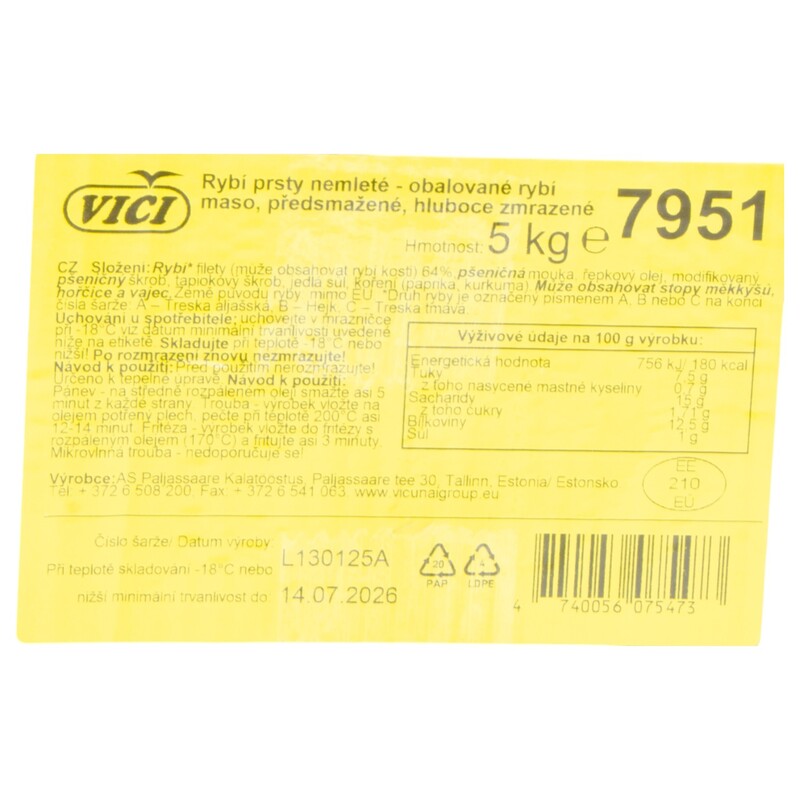 VICI
Rybí prsty nemleté - obalované rybí
maso, předsmažené, hluboce zmrazené
Hmotnost: 5 kg e
7951
CZ Složení: Rybí* filety (může obsahovat rybí kosti) 64%, pšeničná mouka, řepkový olej, modifikovaný
pšeničný škrob, tapiokový škrob, jedlá sůl, koření (paprika, kurkuma) Může obsahovat stopy měkkýšů,
hořčice a vajec. Země původu ryby: mimo EU *Druh ryby je označený písmenem A, B nebo C na konci
čísla šarže: A – Treska aljašská, B – Hejk, C – Treska tmavá
Uchování u spotřebitele: uchovejte v mrazničce
při -18°C viz datum minimální trvanlivosti uvedené
níže na etiketě Skladujte při teplotě -18°C nebo
nižší! Po rozmrazení znovu nezmrazujte!
Návod k použití: Před použitím nerozmrazujte!
Určeno k tepelné úpravě. Návod k použití:
Pánev - na středně rozpáleném oleji smažte asi 5
minut z každé strany. Trouba - výrobek vložte na
olejem potřený plech, pečte při teplotě 200°C asi
12-14 minut. Fritéza - výrobek vložte do fritézy s
rozpáleným olejem (170°C) a fritujte asi 3 minuty.
Mikrovlnná trouba - nedoporučuje se!
Výživové údaje na 100 g výrobku:
Energetická hodnota 756 kJ/ 180 kcal
Tuky 7,5 g
z toho nasycené mastné kyseliny 0,7 g
Sacharidy 15 g
z toho cukry 1,71 g
Bílkoviny 12,5 g
Sůl 1 g
Výrobce: AS Paljassaare Kalatööstus, Paljassaare tee 30, Tallinn, Estonia/ Estonsko
Tel: + 372 6 508 200, Fax: + 372 6 541 063 www.vicunaigroup.eu
EE
210
EÜ
Číslo šarže/ Datum výroby: L130125A
Při teplotě skladování -18°C nebo
nižší minimální trvanlivost do 14.07.2026
20
PAP
4
LDPE
4 740056 075473